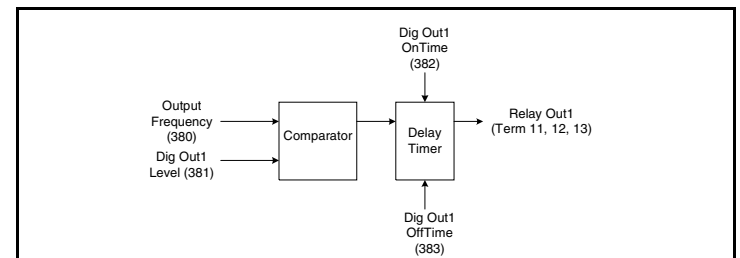 Dig Out1
OnTime
(382)
Output
Frequency
(380)
Dig Out1
Level (381)
Comparator
Delay
Timer
Relay Out1
(Term 11, 12, 13)
Dig Out1
OffTime
(383)